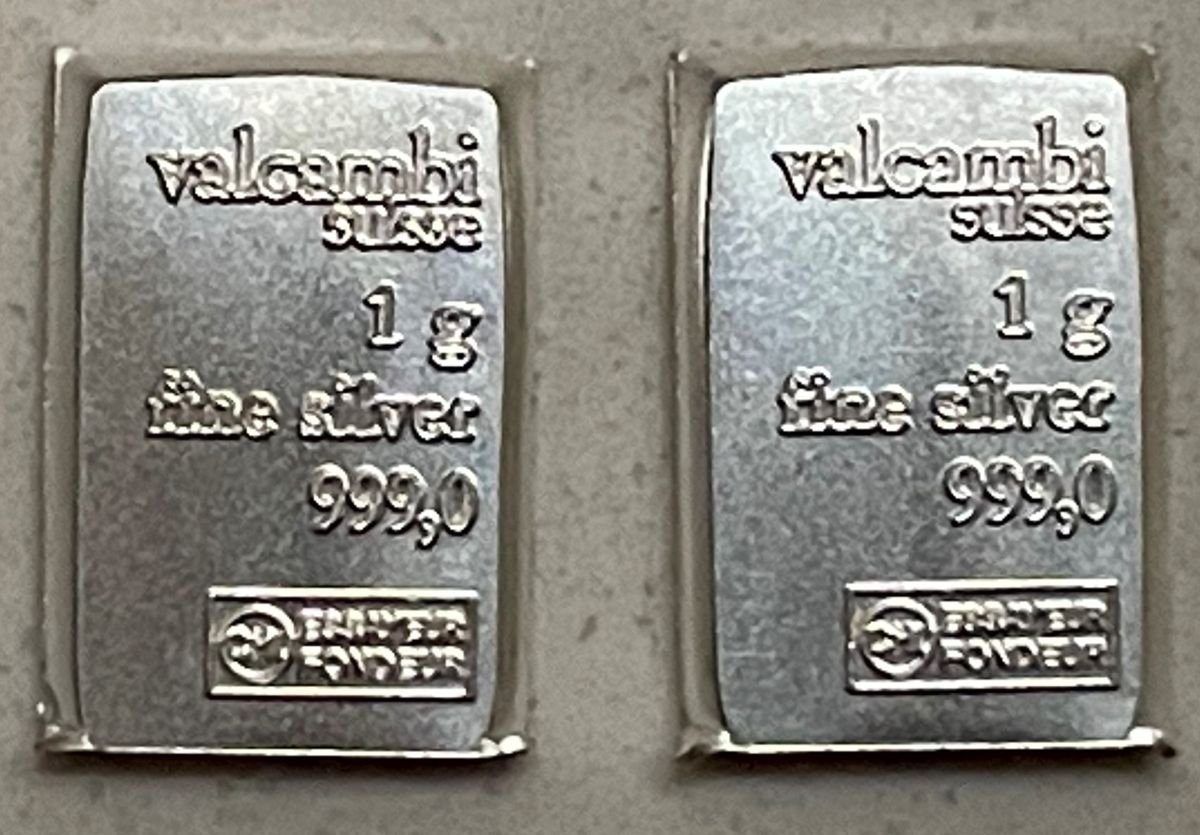 valcambi
suisse
1 g
fine silver
999,0
ESSAYEUR
FONDEUR
valcambi
suisse
1 g
fine silver
999,0
ESSAYEUR
FONDEUR